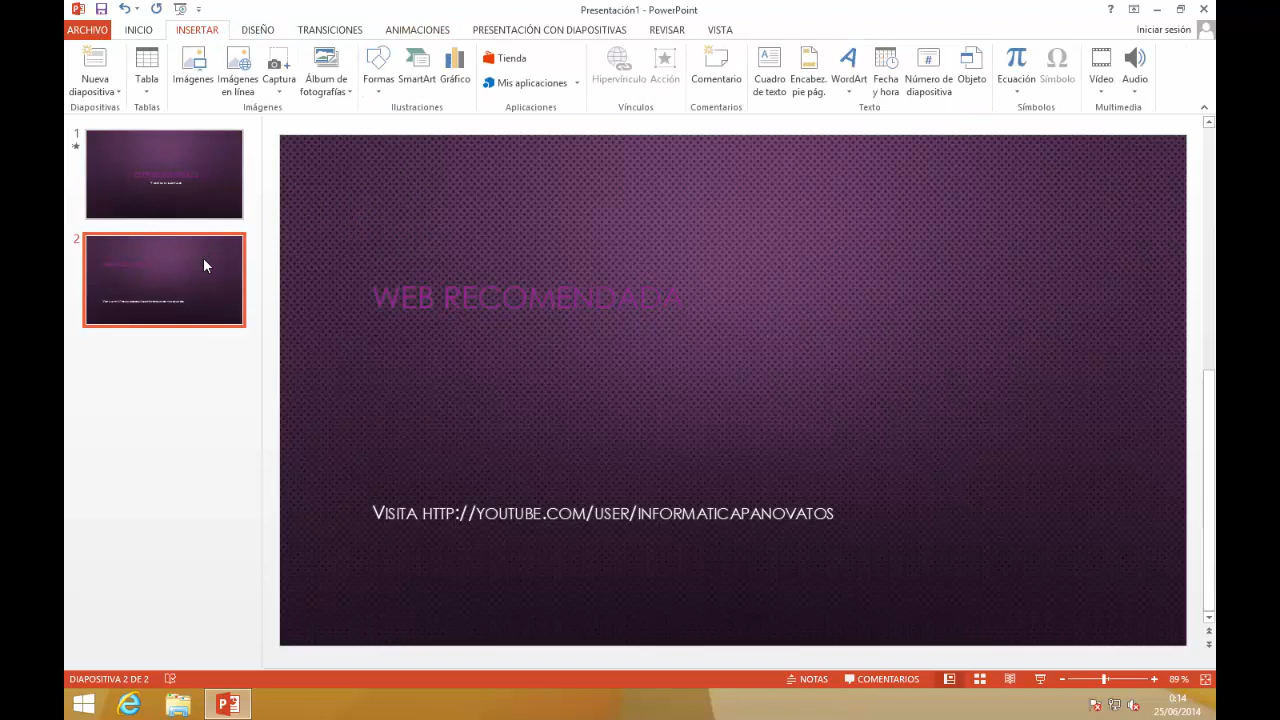 Presentación1 - PowerPoint
ARCHIVO INICIO INSERTAR DISEÑO TRANSICIONES ANIMACIONES PRESENTACIÓN CON DIAPOSITIVAS REVISAR VISTA Iniciar sesión
Nueva diapositiva
Tabla
Imágenes
Imágenes en línea
Captura
Álbum de fotografías
Formas
SmartArt
Gráfico
Tienda
Mis aplicaciones
Hipervínculo
Acción
Comentario
Cuadro de texto
Encabez. pie pág.
WordArt
Fecha y hora
Número de diapositiva
Objeto
Ecuación
Símbolo
Vídeo
Audio
Diapositivas Tablas Imágenes Ilustraciones Aplicaciones Vínculos Comentarios Texto Símbolos Multimedia
1
2
WEB RECOMENDADA
VISITA HTTP://YOUTUBE.COM/USER/INFORMATICAPANOVATOS
DIAPOSITIVA 2 DE 2 NOTAS COMENTARIOS 89 %
0:14
25/06/2014